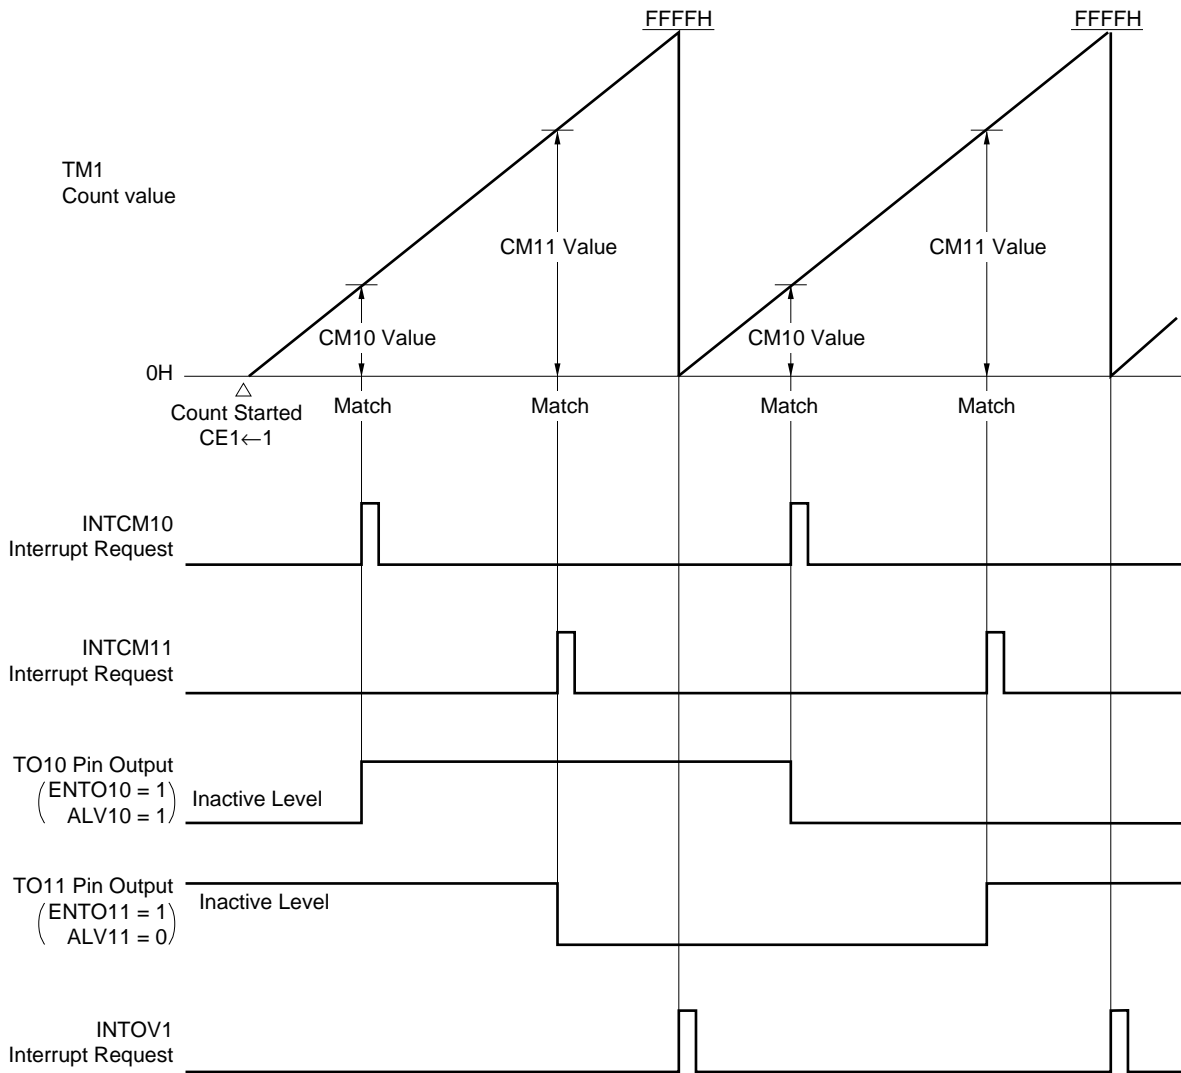 FFFFH
FFFFH
TM1
Count value
CM11 Value
CM11 Value
CM10 Value
CM10 Value
0H
Count Started
CE1←1
Match
Match
Match
Match
INTCM10
Interrupt Request
INTCM11
Interrupt Request
TO10 Pin Output
(ENTO10 = 1
ALV10 = 1)
Inactive Level
TO11 Pin Output
(ENTO11 = 1
ALV11 = 0)
Inactive Level
INTOV1
Interrupt Request